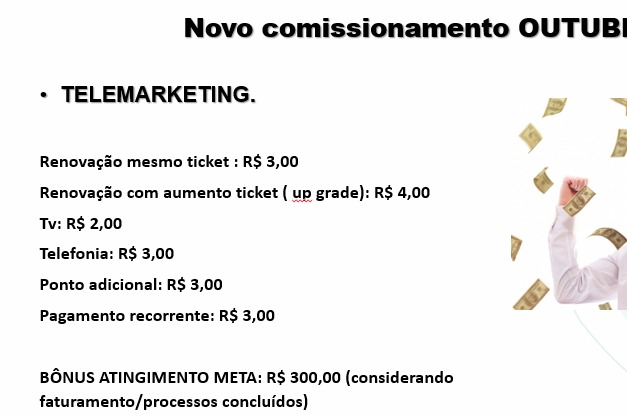 Novo comissionamento
• TELEMARKETING.
Renovação mesmo ticket : R$ 3,00
Renovação com aumento ticket ( up grade): R$ 4,00
Tv: R$ 2,00
Telefonia: R$ 3,00
Ponto adicional: R$ 3,00
Pagamento recorrente: R$ 3,00
BÔNUS ATINGIMENTO META: R$ 300,00 (considerando
faturamento/processos concluídos)